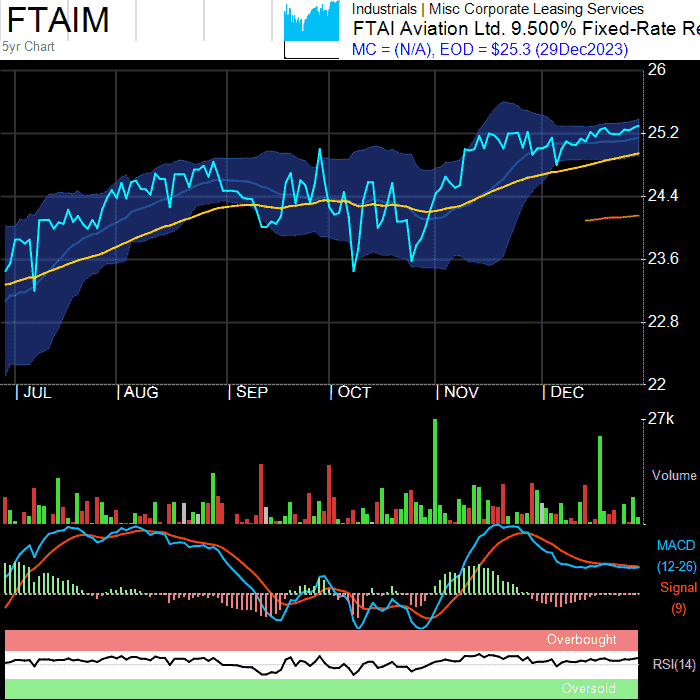 FTAIM
5yr Chart
Industrials | Misc Corporate Leasing Services
FTAI Aviation Ltd. 9.500% Fixed-Rate Re
MC = (N/A), EOD = $25.3 (29Dec2023)
26
25.2
24.4
23.6
22.8
22
| JUL | AUG | SEP | OCT | NOV | DEC
27k
Volume
MACD
(12-26)
Signal
(9)
Overbought
RSI(14)
Oversold